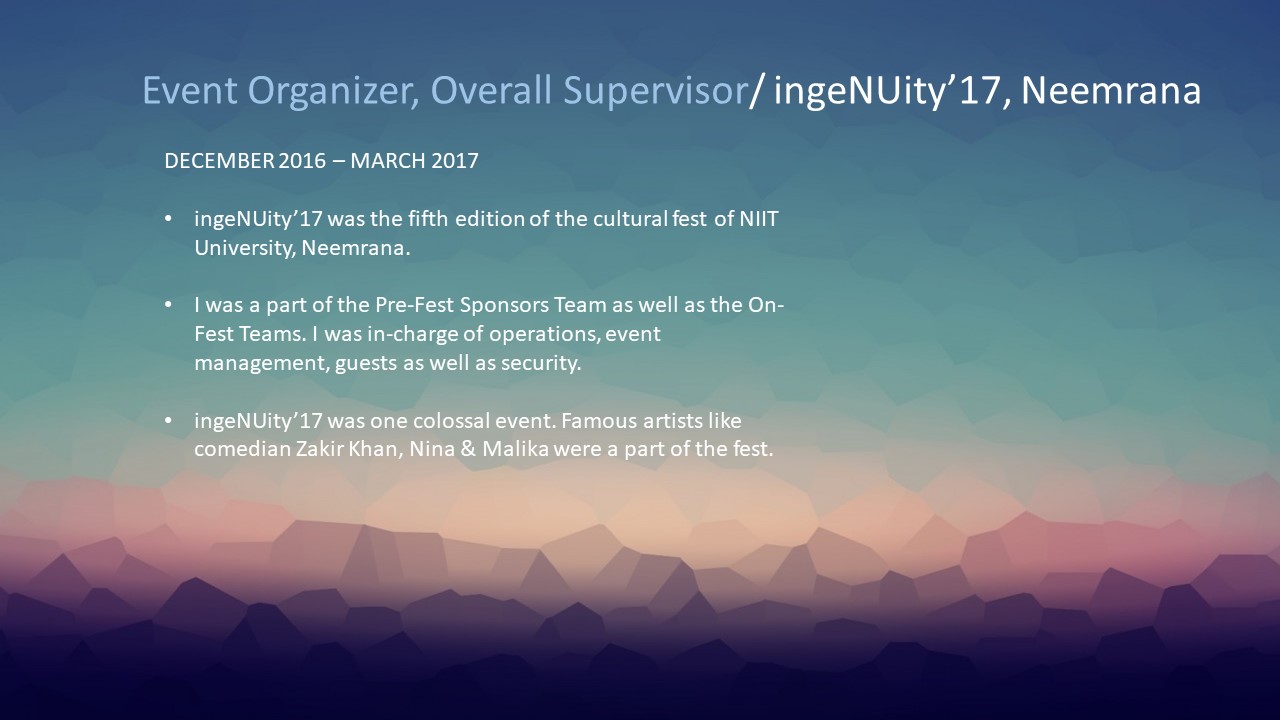 Event Organizer, Overall Supervisor/ ingeNUity’17, Neemrana
DECEMBER 2016 – MARCH 2017
• ingeNUity’17 was the fifth edition of the cultural fest of NIIT
University, Neemrana.
• I was a part of the Pre-Fest Sponsors Team as well as the On-
Fest Teams. I was in-charge of operations, event
management, guests as well as security.
• ingeNUity’17 was one colossal event. Famous artists like
comedian Zakir Khan, Nina & Malika were a part of the fest.